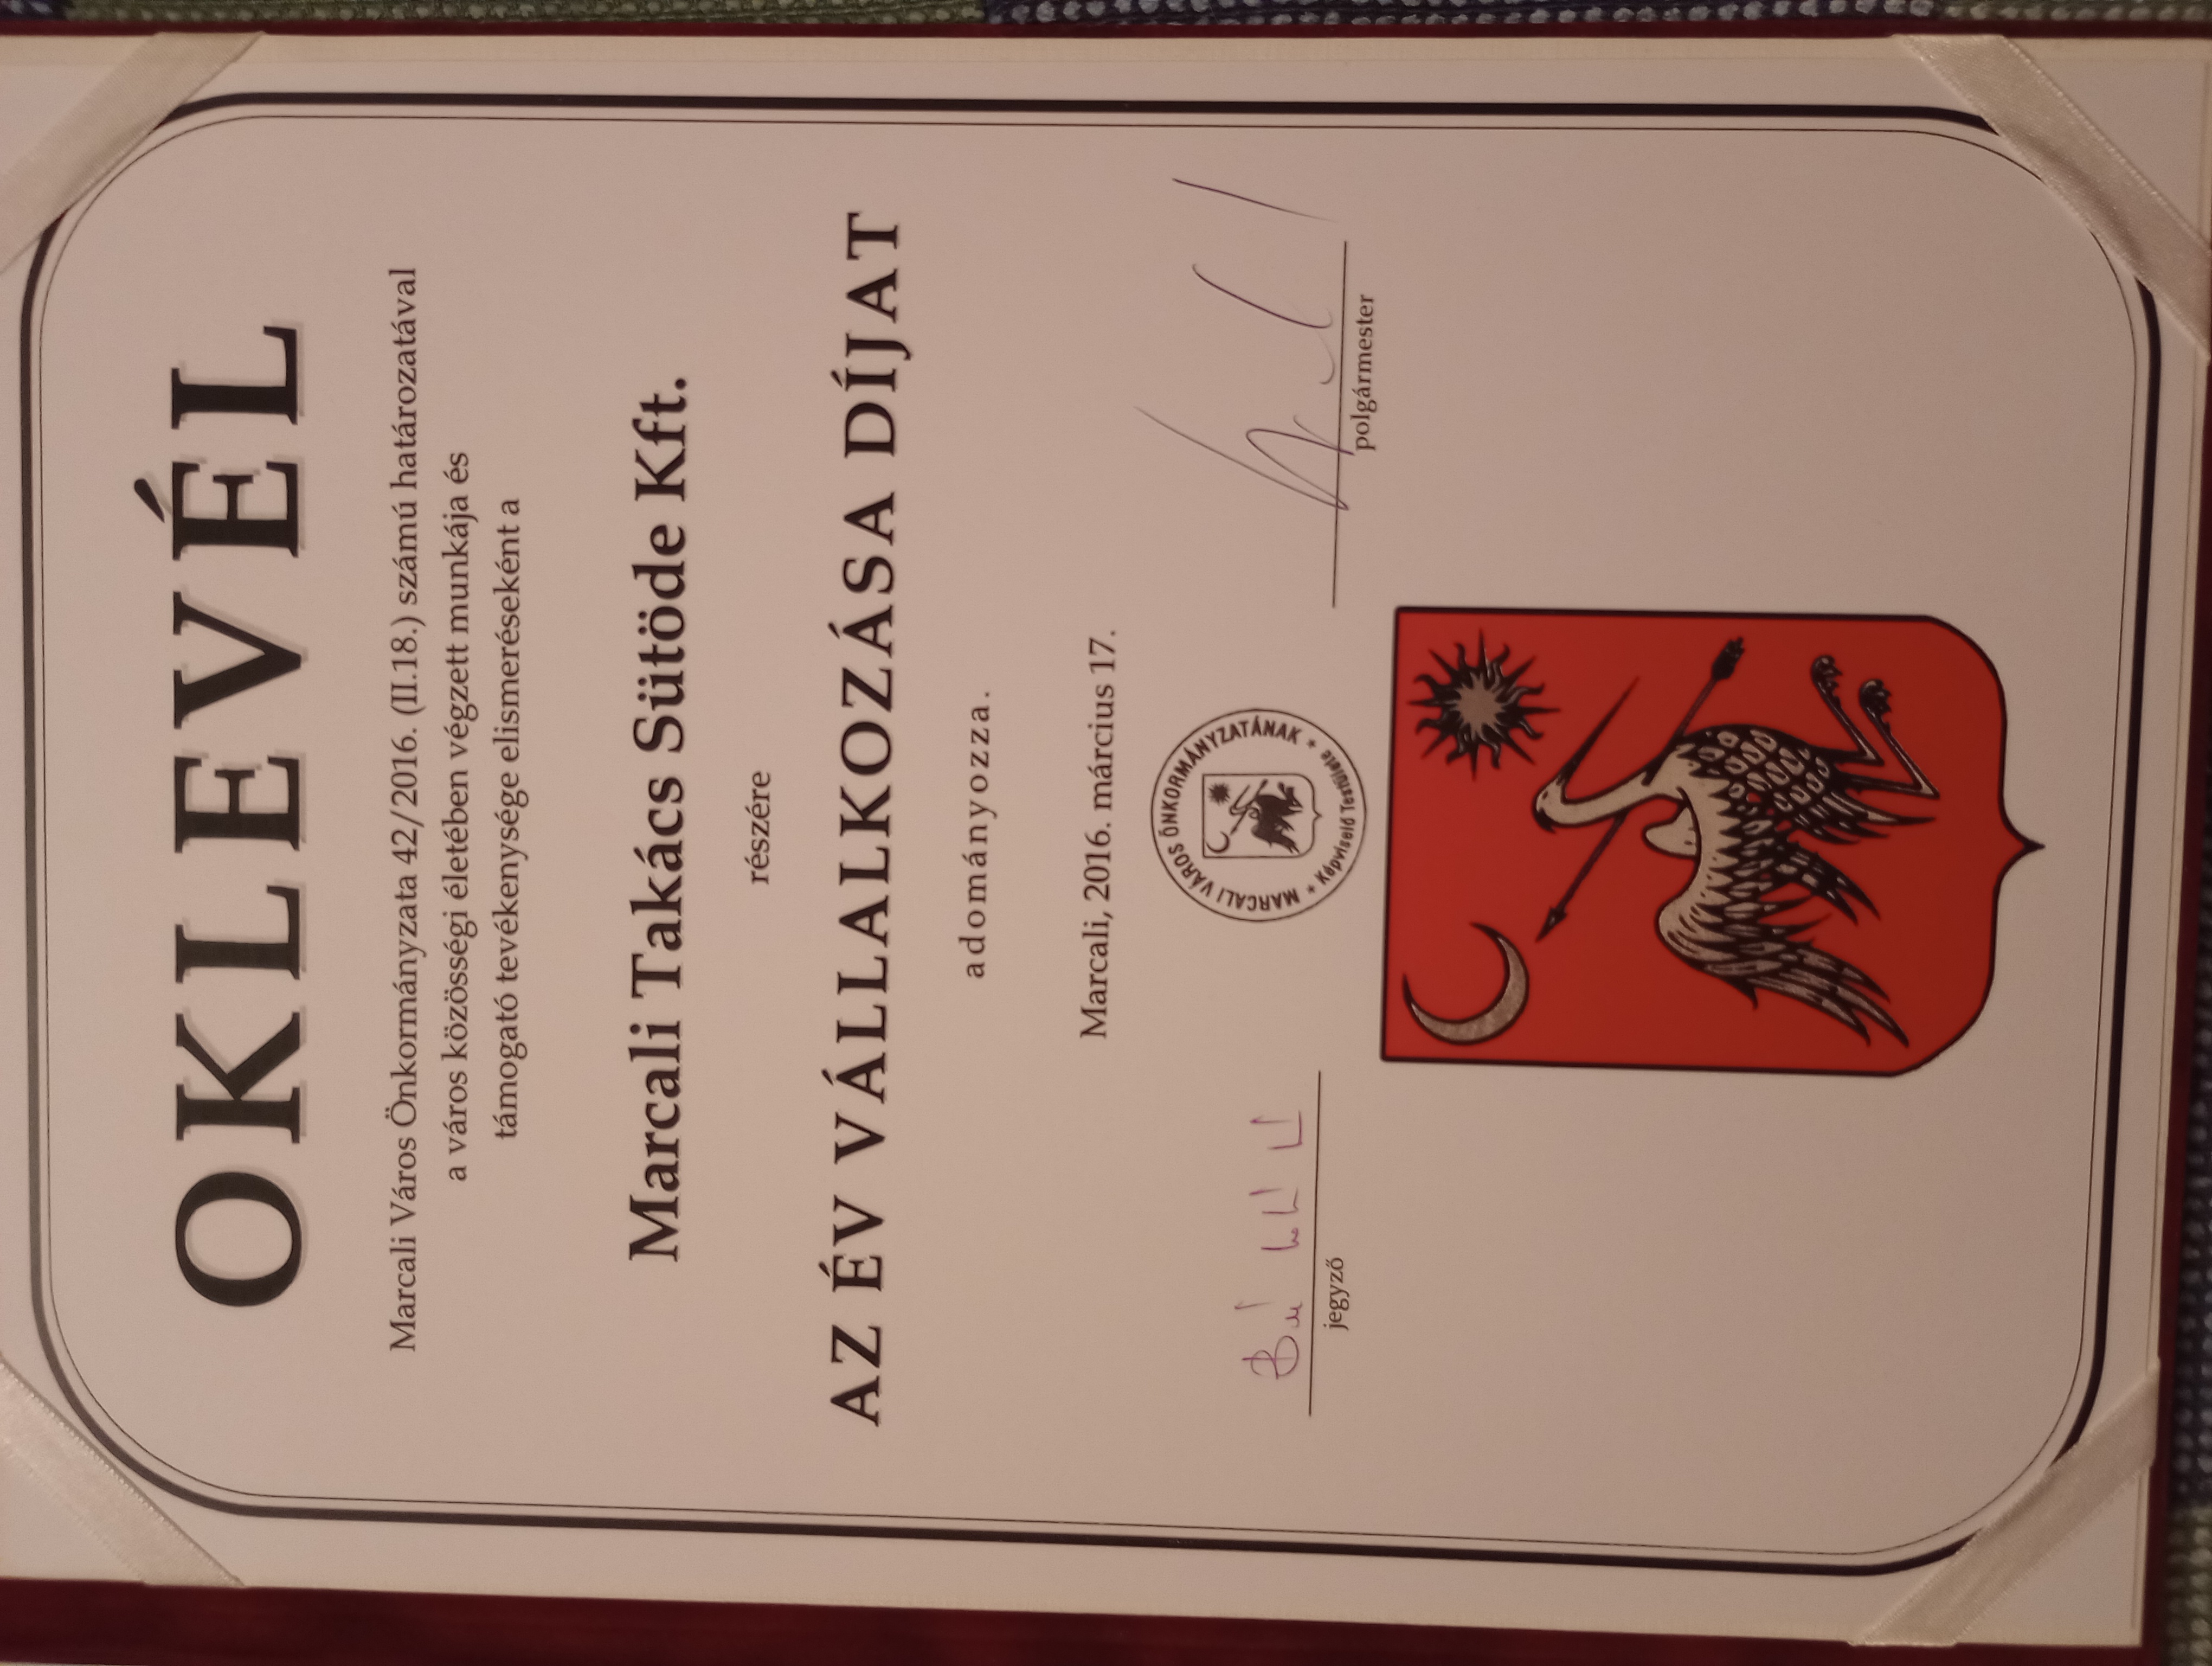 OKLEVÉL
Marcali Város Önkormányzata 42/2016. (II.18.) számú határozatával
a város közösségi életében végzett munkája és
támogató tevékenysége elismeréseként a
Marcali Takács Sütöde Kft.
részére
AZ ÉV VÁLLALKOZÁSA DÍJAT
adományozza.
Marcali, 2016. március 17.
MARCALI VÁROS ÖNKORMÁNYZATÁNAK
* Képviselő Testülete *
jegyző
polgármester